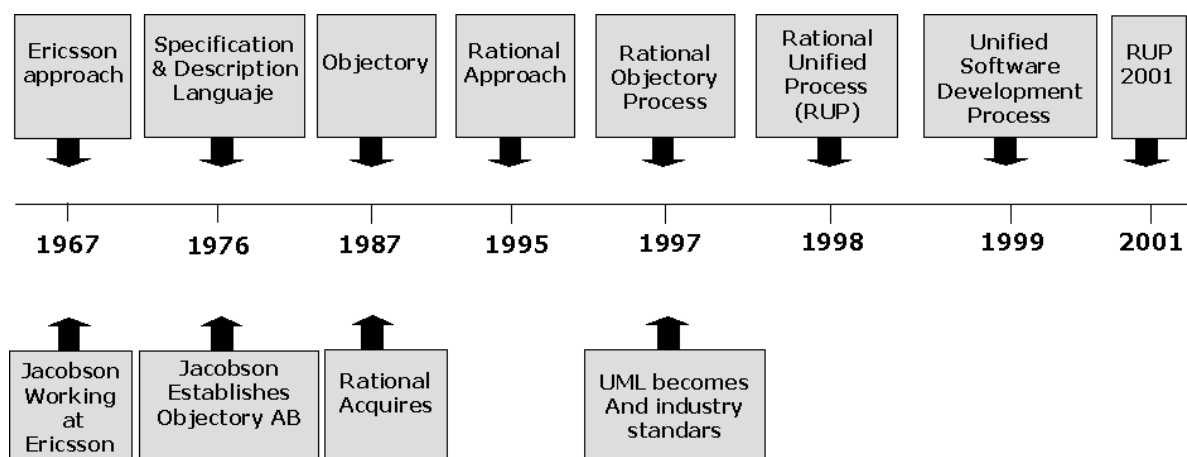 Ericsson
approach
Specification
& Description
Languaje
Objectory
Rational
Approach
Rational
Objectory
Process
Rational
Unified
Process
(RUP)
Unified
Software
Development
Process
RUP
2001
1967
1976
1987
1995
1997
1998
1999
2001
Jacobson
Working
at
Ericsson
Jacobson
Establishes
Objectory AB
Rational
Acquires
UML becomes
And industry
standars